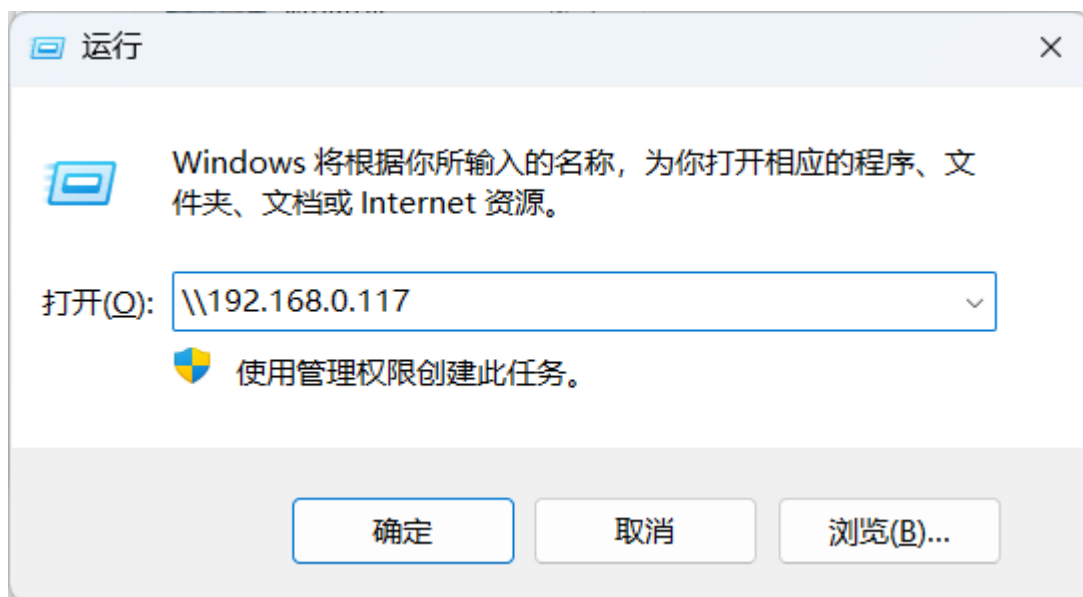 运行
Windows 将根据你所输入的名称，为你打开相应的程序、文
件夹、文档或 Internet 资源。
打开(O): \\192.168.0.117
使用管理权限创建此任务。
确定 取消 浏览(B)...